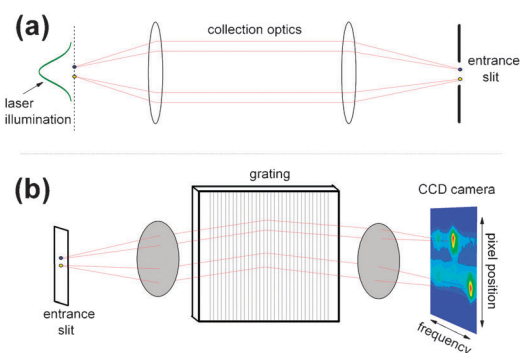 (a)
collection optics
entrance
slit
laser
illumination
(b)
grating
CCD camera
pixel position
entrance
slit
frequency